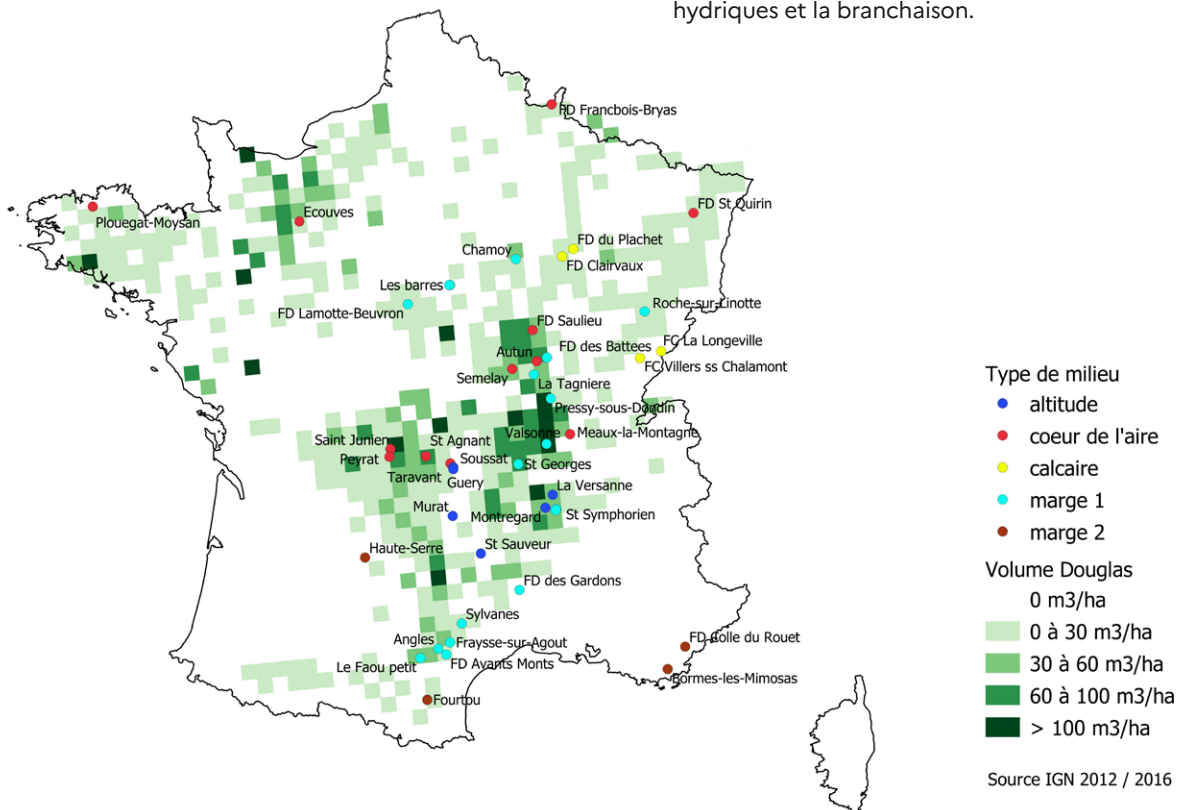 hydriques et la branchaison.
FD Francbois-Bryas
FD St Quirin
Plouegat-Moysan
Ecouves
FD du Plachet
Chamoy
FD Clairvaux
Les barres
Roche-sur-Linotte
FD Lamotte-Beuvron
FD Saulieu
FC La Longeville
FD des Battees
Autun
FC Villers ss Chalamont
Semelay
La Tagniere
Pressy-sous-Dondin
Saint Junien
St Agnant
Valsonne
Meaux-la-Montagne
Peyrat
Soussat
St Georges
Taravant
Guery
La Versanne
Murat
Montregard
St Symphorien
Haute-Serre
St Sauveur
FD des Gardons
Sylvanes
Angles
Fraysse-sur-Agout
FD Colle du Rouet
Le Faou petit
FD Avants Monts
Bormes-les-Mimosas
Fourtou
Type de milieu
altitude
coeur de l'aire
calcaire
marge 1
marge 2
Volume Douglas
0 m3/ha
0 à 30 m3/ha
30 à 60 m3/ha
60 à 100 m3/ha
> 100 m3/ha
Source IGN 2012 / 2016